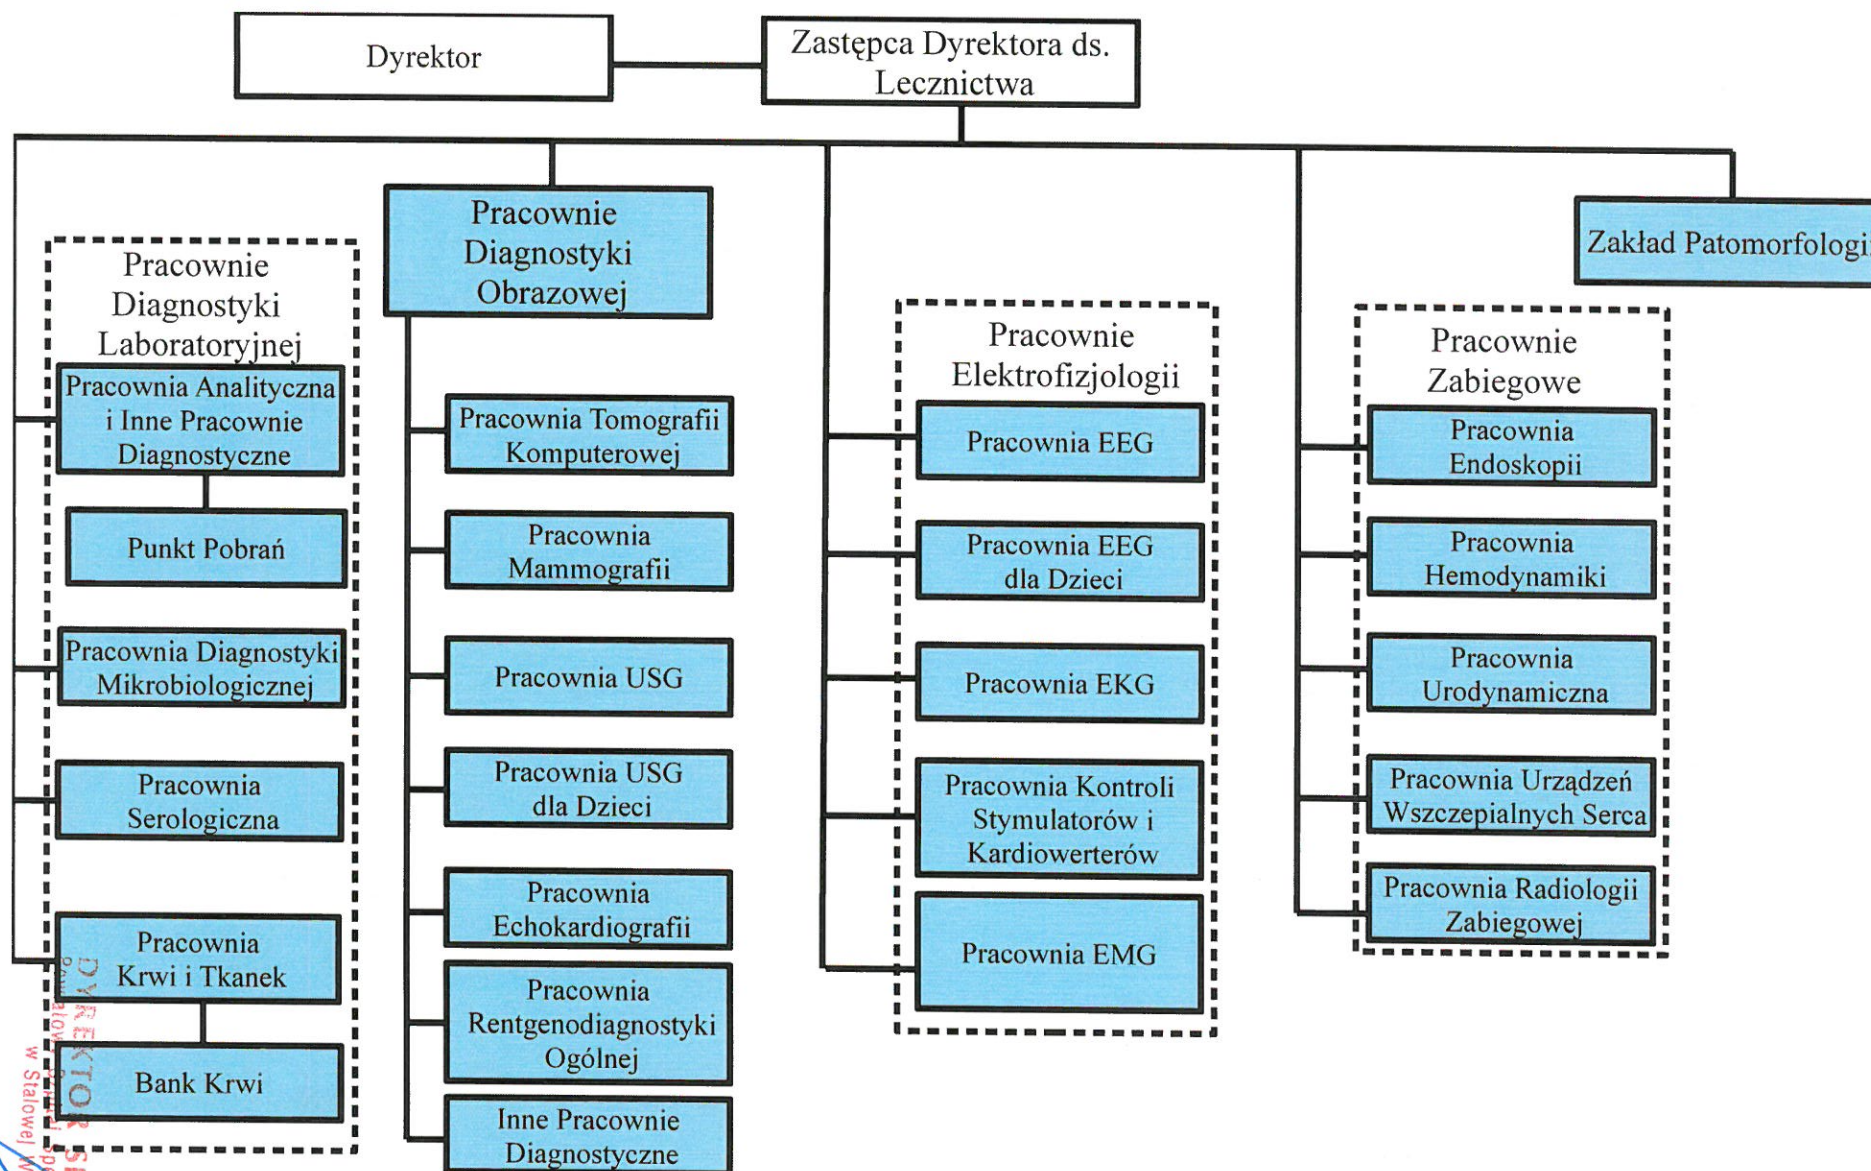 Dyrektor
Zastępca Dyrektora ds.
Lecznictwa
Pracownie
Diagnostyki
Laboratoryjnej
Pracownia Analityczna
i Inne Pracownie
Diagnostyczne
Punkt Pobrań
Pracownia Diagnostyki
Mikrobiologicznej
Pracownia
Serologiczna
Pracownia
Krwi i Tkanek
Bank Krwi
Pracownie
Diagnostyki
Obrazowej
Pracownia Tomografii
Komputerowej
Pracownia
Mammografii
Pracownia USG
Pracownia USG
dla Dzieci
Pracownia
Echokardiografii
Pracownia
Rentgenodiagnostyki
Ogólnej
Inne Pracownie
Diagnostyczne
Pracownie
Elektrofizjologii
Pracownia EEG
Pracownia EEG
dla Dzieci
Pracownia EKG
Pracownia Kontroli
Stymulatorów i
Kardiowerterów
Pracownia EMG
Pracownie
Zabiegowe
Pracownia
Endoskopii
Pracownia
Hemodynamiki
Pracownia
Urodynamiczna
Pracownia Urządzeń
Wszczepialnych Serca
Pracownia Radiologii
Zabiegowej
Zakład Patomorfologii
DYREKTOR
w Stalowej